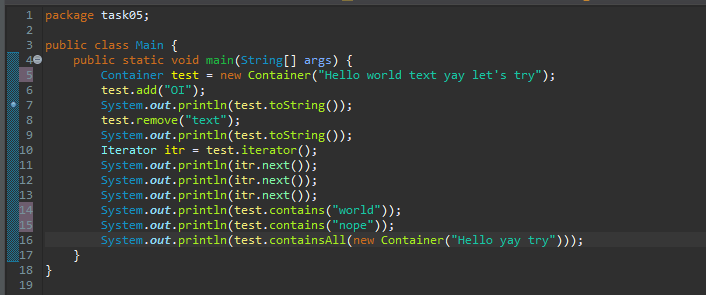 1 package task05;
2
3 public class Main {
4 public static void main(String[] args) {
5 Container test = new Container("Hello world text yay let's try");
6 test.add("OI");
7 System.out.println(test.toString());
8 test.remove("text");
9 System.out.println(test.toString());
10 Iterator itr = test.iterator();
11 System.out.println(itr.next());
12 System.out.println(itr.next());
13 System.out.println(itr.next());
14 System.out.println(test.contains("world"));
15 System.out.println(test.contains("nope"));
16 System.out.println(test.containsAll(new Container("Hello yay try")));
17 }
18 }
19